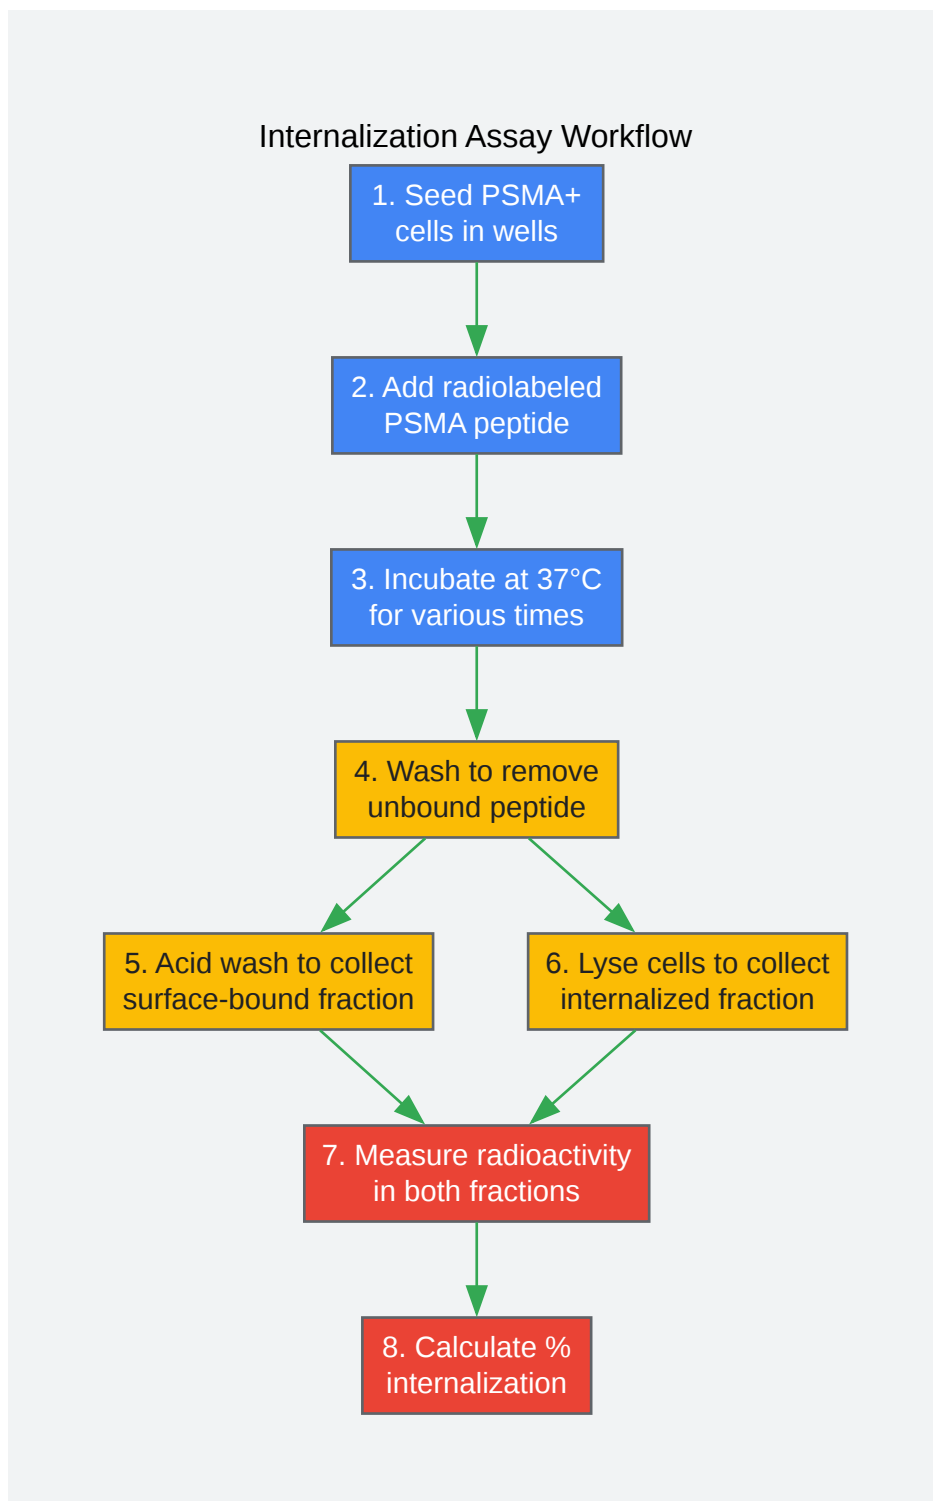 Internalization Assay Workflow
1. Seed PSMA+
cells in wells
2. Add radiolabeled
PSMA peptide
3. Incubate at 37°C
for various times
4. Wash to remove
unbound peptide
5. Acid wash to collect
surface-bound fraction
6. Lyse cells to collect
internalized fraction
7. Measure radioactivity
in both fractions
8. Calculate %
internalization